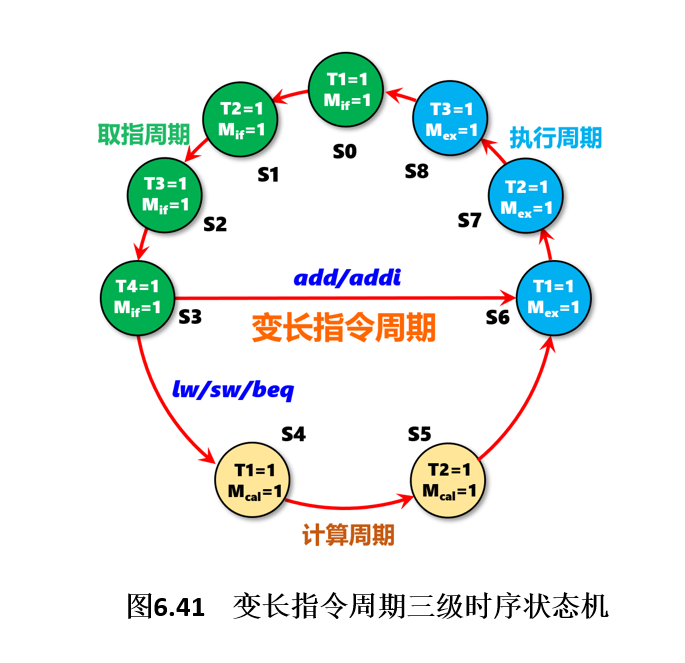 T1=1
Mif=1
S0
T2=1
Mif=1
S1
取指周期
T3=1
Mif=1
S2
T4=1
Mif=1
S3
add/addi
变长指令周期
lw/sw/beq
S4
T1=1
Mcal=1
S5
T2=1
Mcal=1
计算周期
S6
T1=1
Mex=1
S7
T2=1
Mex=1
执行周期
S8
T3=1
Mex=1
图6.41 变长指令周期三级时序状态机